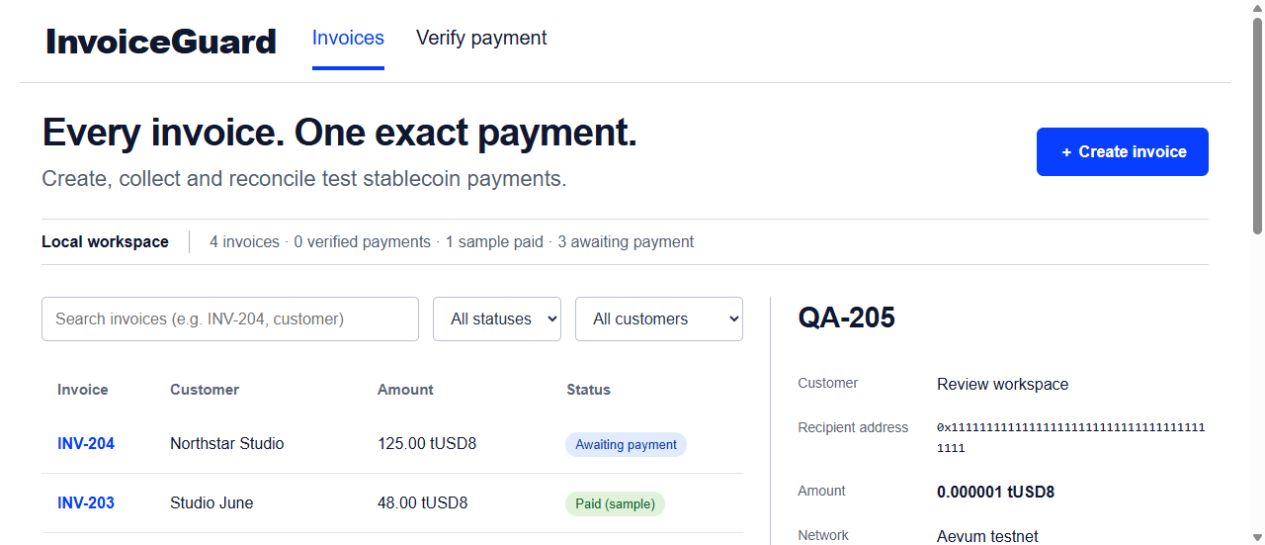 InvoiceGuard Invoices Verify payment
Every invoice. One exact payment.
+ Create invoice
Create, collect and reconcile test stablecoin payments.
Local workspace 4 invoices · 0 verified payments · 1 sample paid · 3 awaiting payment
Search invoices (e.g. INV-204, customer) All statuses All customers
Invoice Customer Amount Status
INV-204 Northstar Studio 125.00 tUSD8 Awaiting payment
INV-203 Studio June 48.00 tUSD8 Paid (sample)
QA-205
Customer Review workspace
Recipient address 0x111111111111111111111111111111111111
1111
Amount 0.000001 tUSD8
Network Aevum testnet